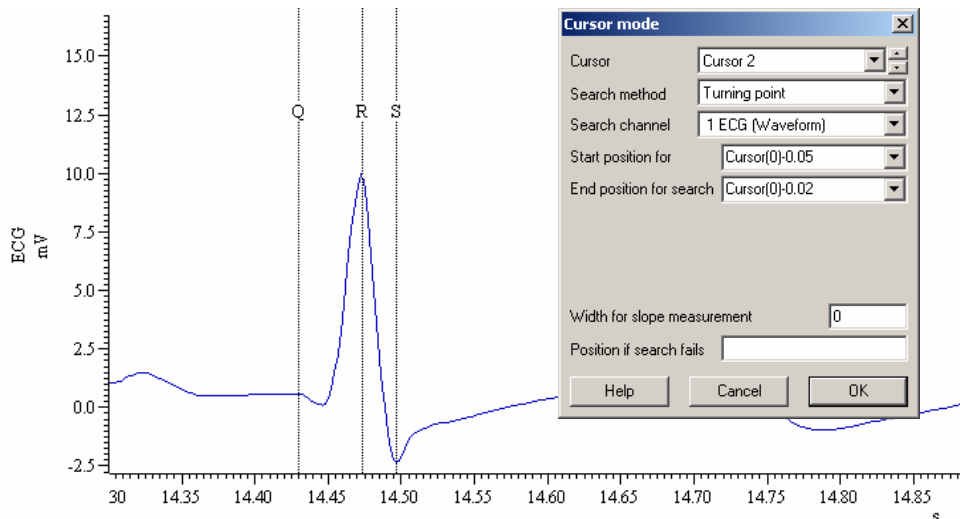 15.0
12.5
10.0
7.5
5.0
2.5
0.0
-2.5
ECG
mV
Q R S
30 14.35 14.40 14.45 14.50 14.55 14.60 14.65 14.70 14.75 14.80 14.85
s
Cursor mode
Cursor Cursor 2
Search method Turning point
Search channel 1 ECG (Waveform)
Start position for Cursor(0)-0.05
End position for search Cursor(0)-0.02
Width for slope measurement 0
Position if search fails
Help Cancel OK